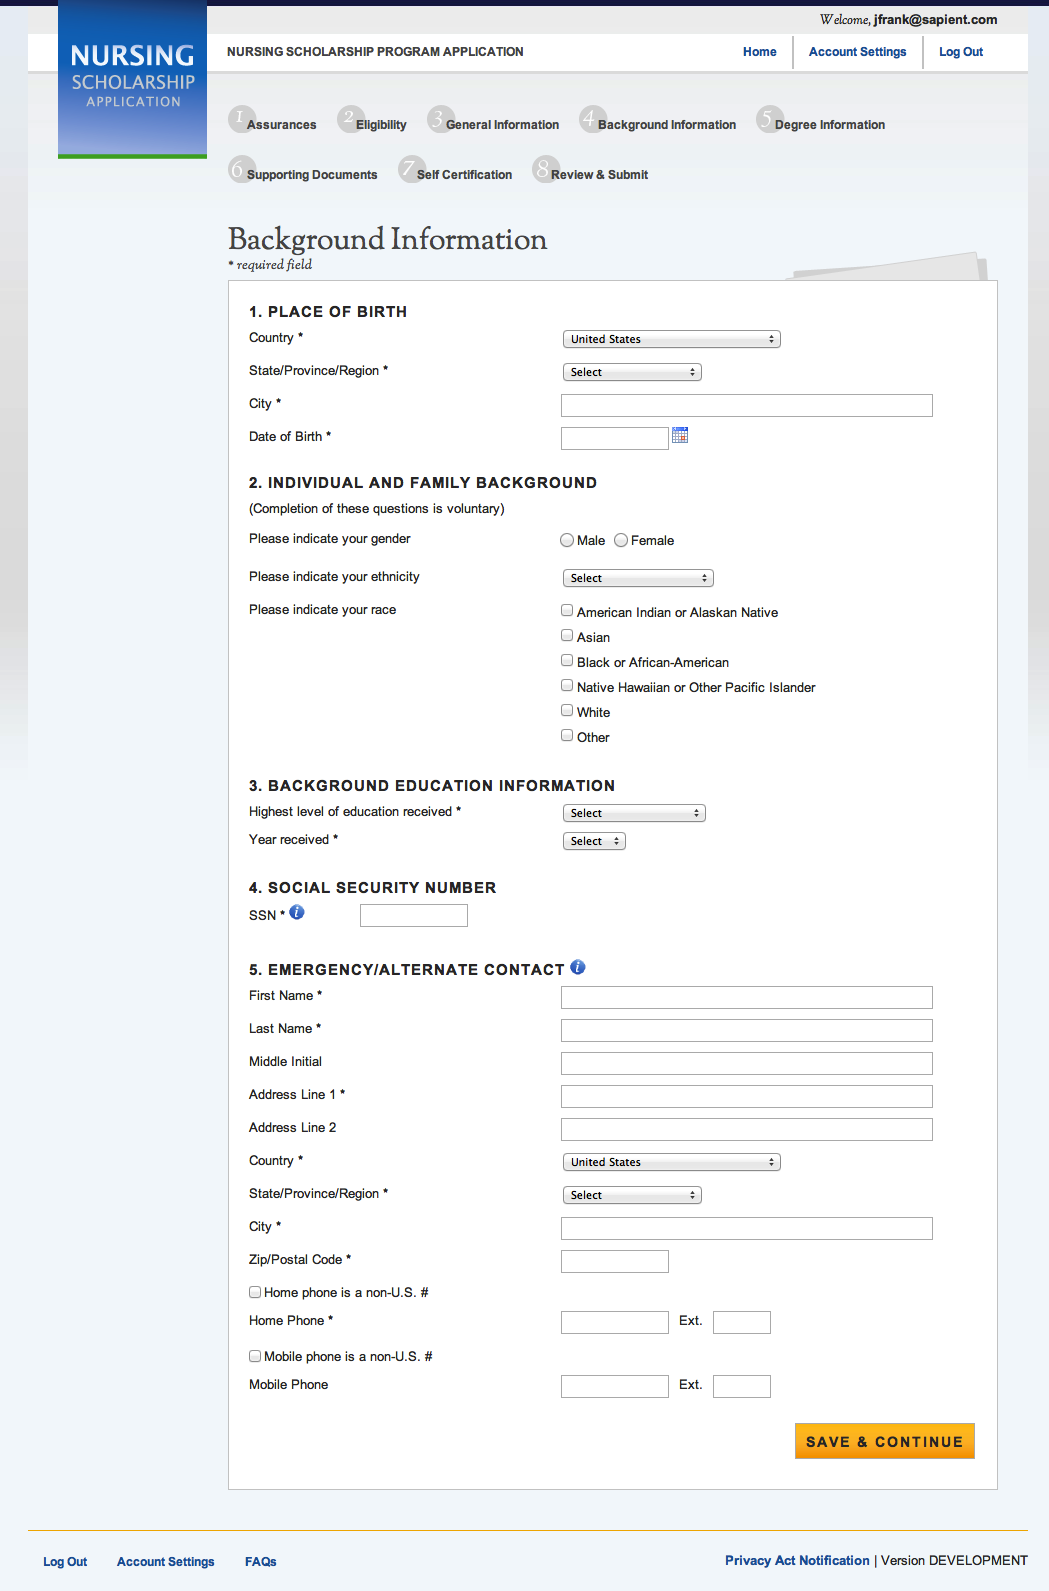 Welcome, jfrank@sapient.com
NURSING
SCHOLARSHIP
APPLICATION
NURSING SCHOLARSHIP PROGRAM APPLICATION
Home
Account Settings
Log Out
1 Assurances
2 Eligibility
3 General Information
4 Background Information
5 Degree Information
6 Supporting Documents
7 Self Certification
8 Review & Submit
Background Information
* required field
1. PLACE OF BIRTH
Country * United States
State/Province/Region * Select
City *
Date of Birth *
2. INDIVIDUAL AND FAMILY BACKGROUND
(Completion of these questions is voluntary)
Please indicate your gender Male Female
Please indicate your ethnicity Select
Please indicate your race American Indian or Alaskan Native
Asian
Black or African-American
Native Hawaiian or Other Pacific Islander
White
Other
3. BACKGROUND EDUCATION INFORMATION
Highest level of education received * Select
Year received * Select
4. SOCIAL SECURITY NUMBER
SSN * i
5. EMERGENCY/ALTERNATE CONTACT i
First Name *
Last Name *
Middle Initial
Address Line 1 *
Address Line 2
Country * United States
State/Province/Region * Select
City *
Zip/Postal Code *
Home phone is a non-U.S. #
Home Phone * Ext.
Mobile phone is a non-U.S. #
Mobile Phone Ext.
SAVE & CONTINUE
Log Out Account Settings FAQs
Privacy Act Notification | Version DEVELOPMENT